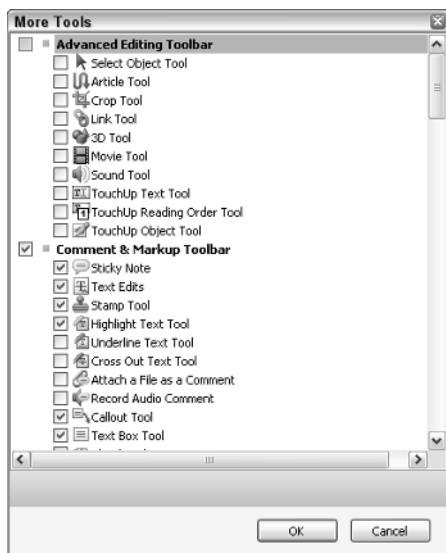 More Tools
Advanced Editing Toolbar
Select Object Tool
Article Tool
Crop Tool
Link Tool
3D Tool
Movie Tool
Sound Tool
TouchUp Text Tool
TouchUp Reading Order Tool
TouchUp Object Tool
Comment & Markup Toolbar
Sticky Note
Text Edits
Stamp Tool
Highlight Text Tool
Underline Text Tool
Cross Out Text Tool
Attach a File as a Comment
Record Audio Comment
Callout Tool
Text Box Tool
OK Cancel